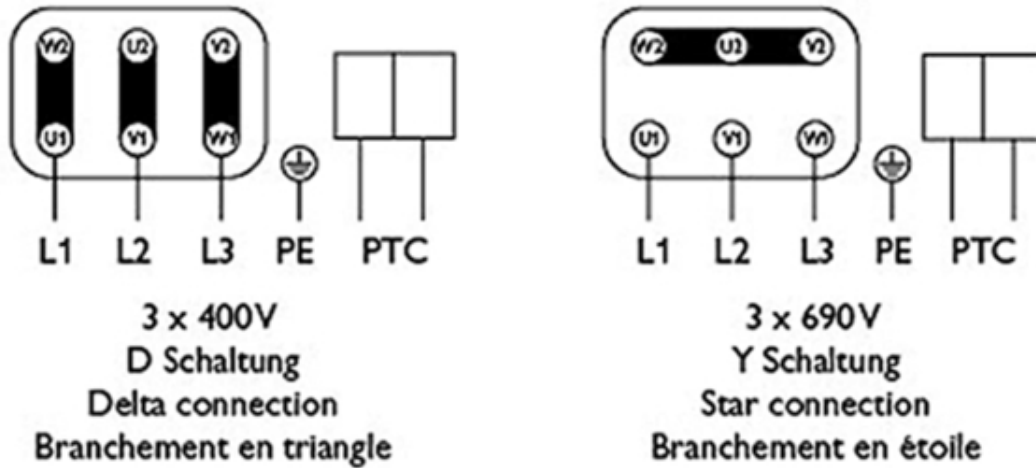 W2 U2 V2
U1 V1 W1
L1 L2 L3 PE PTC
3 x 400V
D Schaltung
Delta connection
Branchement en triangle
W2 U2 V2
U1 V1 W1
L1 L2 L3 PE PTC
3 x 690V
Y Schaltung
Star connection
Branchement en étoile